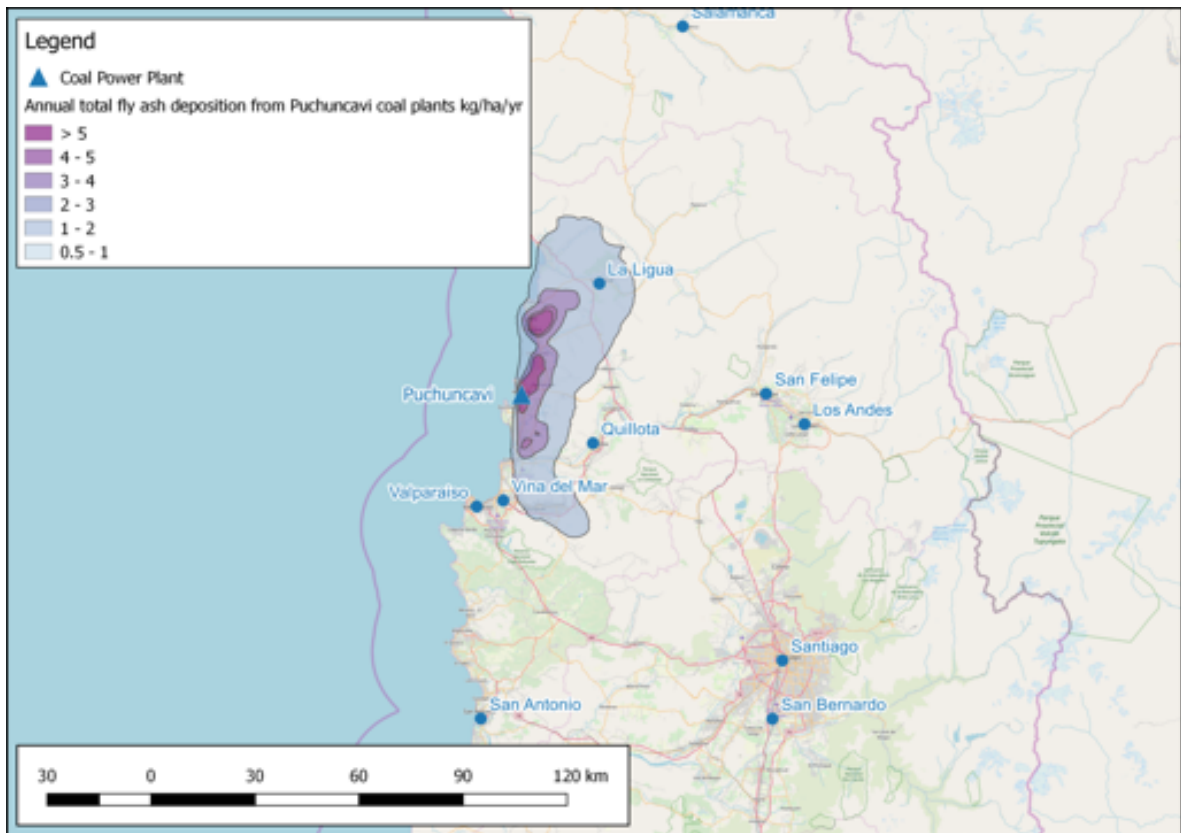 Salamanca
Legend
Coal Power Plant
Annual total fly ash deposition from Puchuncavi coal plants kg/ha/yr
> 5
4 - 5
3 - 4
2 - 3
1 - 2
0.5 - 1
La Ligua
Puchuncavi
San Felipe
Los Andes
Quillota
Valparaiso
Vina del Mar
Santiago
San Antonio
San Bernardo
30 0 30 60 90 120 km